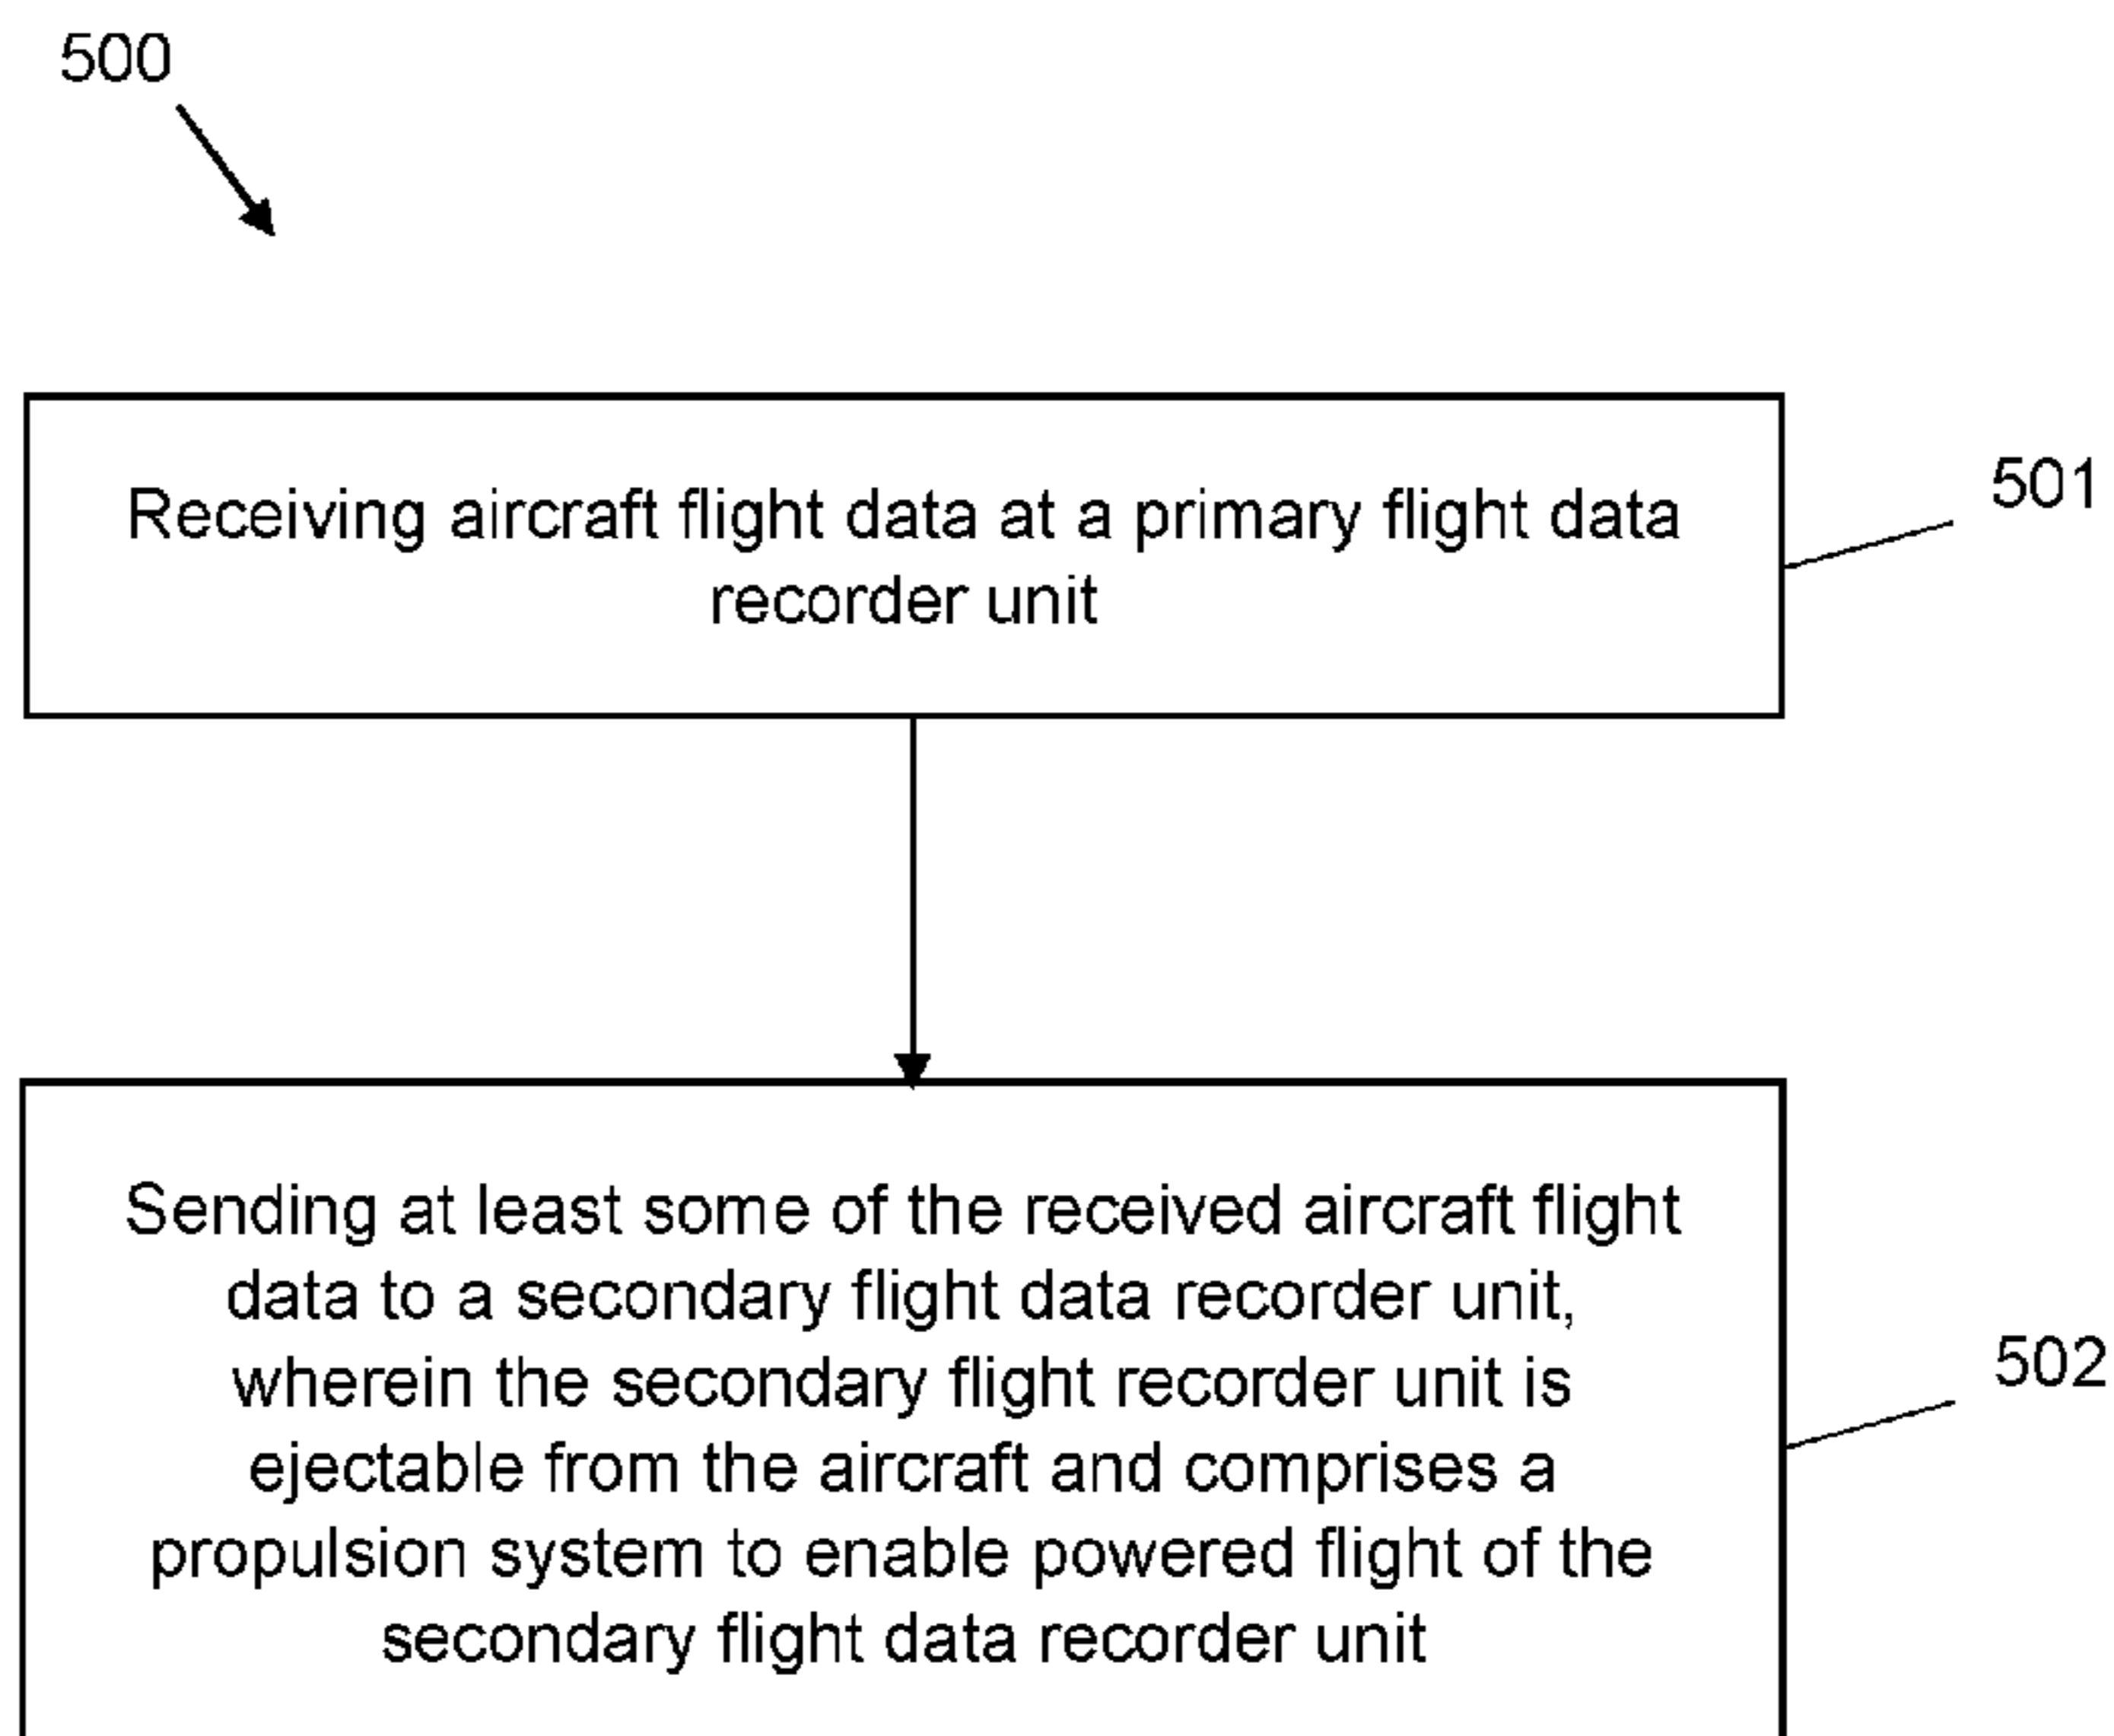 500
Receiving aircraft flight data at a primary flight data
recorder unit
501
Sending at least some of the received aircraft flight
data to a secondary flight data recorder unit,
wherein the secondary flight recorder unit is
ejectable from the aircraft and comprises a
propulsion system to enable powered flight of the
secondary flight data recorder unit
502